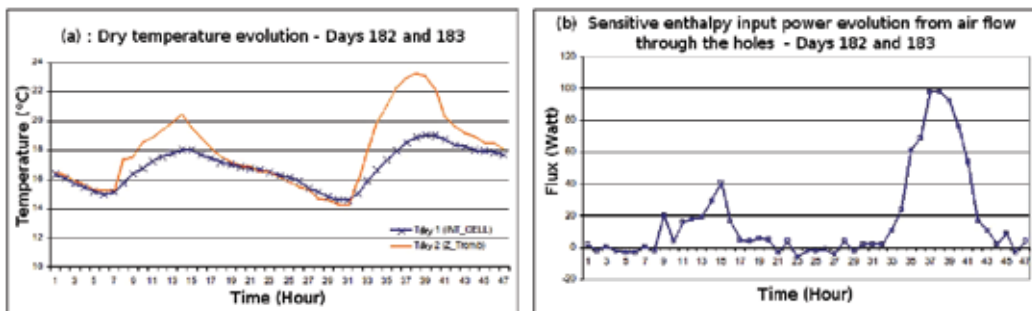 (a) : Dry temperature evolution - Days 182 and 183
Temperature (°C)
24
22
20
18
16
14
12
10
1 3 5 7 9 11 13 15 17 19 21 23 25 27 29 31 33 35 37 39 41 43 45 47
Time (Hour)
(INT_CELL)
(Z_Tromb)
(b) Sensitive enthalpy input power evolution from air flow
through the holes - Days 182 and 183
Flux (Watt)
120
100
80
60
40
20
0
-20
1 3 5 7 9 11 13 15 17 19 21 23 25 27 29 31 33 35 37 39 41 43 45 47
Time (Hour)